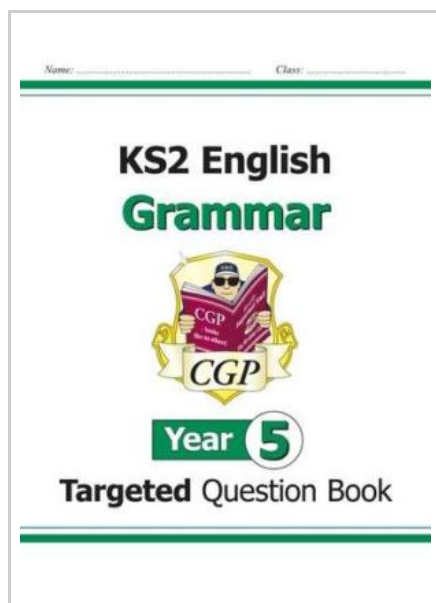 Name: ........................ Class: ........................
KS2 English
Grammar
CGP
CGP
Year 5
Targeted Question Book